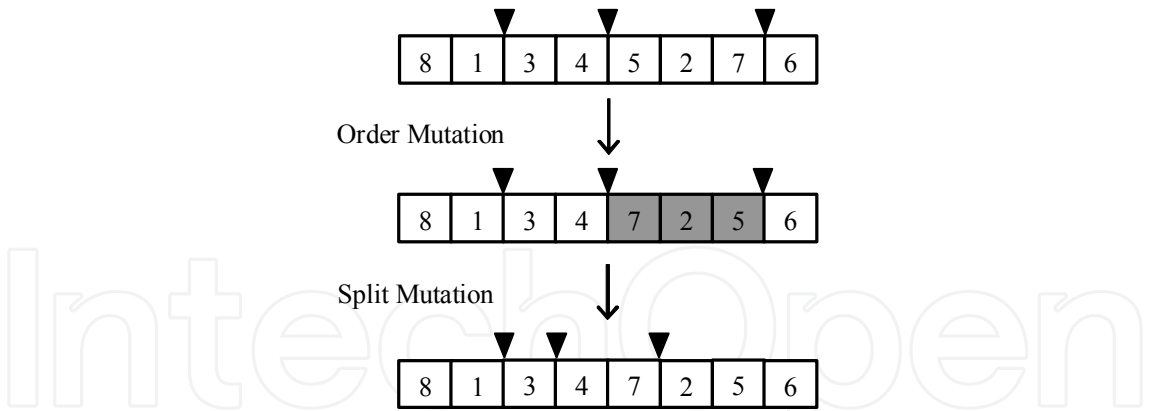 8 1 3 4 5 2 7 6
Order Mutation
8 1 3 4 7 2 5 6
Split Mutation
8 1 3 4 7 2 5 6
IntechOpen